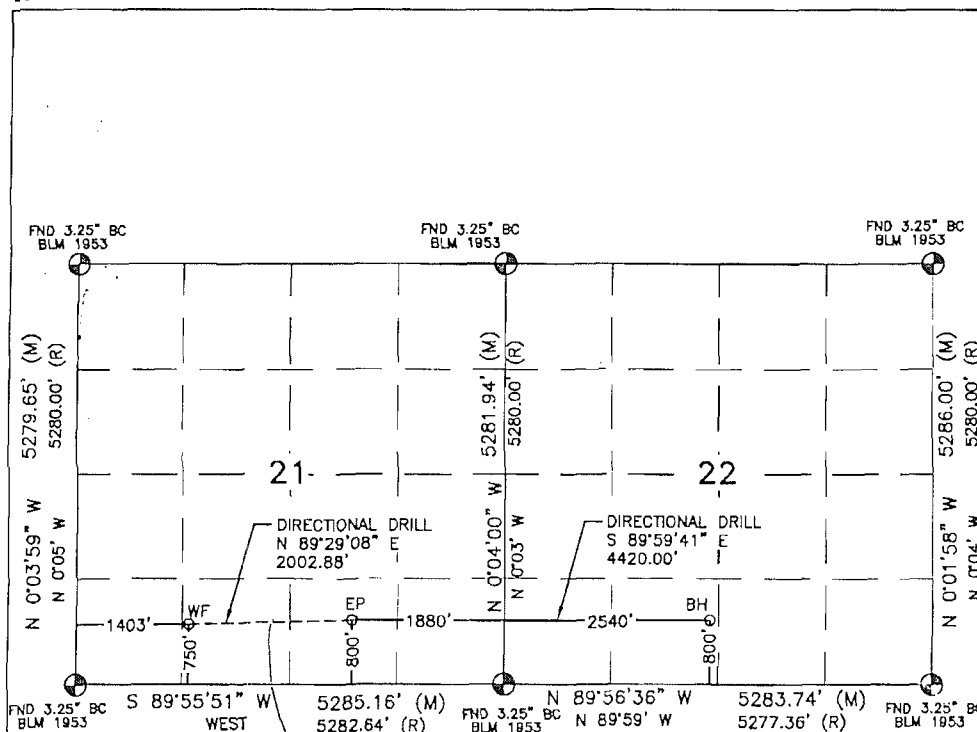 FND 3.25" BC
BLM 1953
FND 3.25" BC
BLM 1953
FND 3.25" BC
BLM 1953
5279.65' (M)
5280.00' (R)
5281.94' (M)
5280.00' (R)
5286.00' (M)
5280.00' (R)
21
22
DIRECTIONAL DRILL
N 89°29'08" E
2002.88'
DIRECTIONAL DRILL
S 89°59'41" E
4420.00'
N 0°03'59" W
N 0°05' W
N 0°04'00" W
N 0°03' W
N 0°01'58" W
N 0°04' W
1403'
WF
750'
EP
800'
1880'
2540'
BH
800'
FND 3.25" BC
BLM 1953
S 89°55'51" W
WEST
5285.16' (M)
5282.64' (R)
FND 3.25" BC
BLM 1953
N 89°56'36" W
N 89°59' W
5283.74' (M)
5277.36' (R)
FND 3.25" BC
BLM 1953